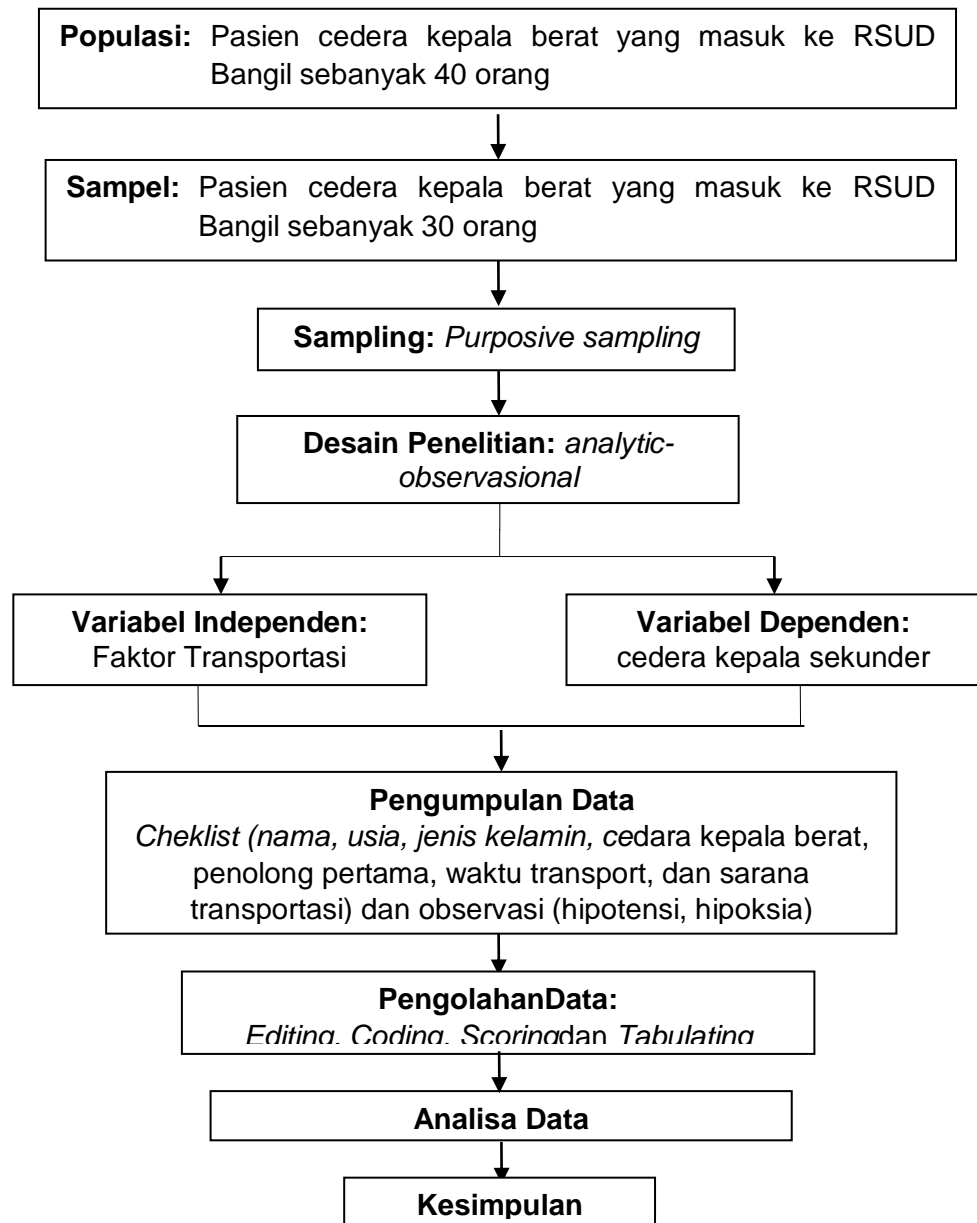 Populasi: Pasien cedera kepala berat yang masuk ke RSUD
Bangil sebanyak 40 orang
Sampel: Pasien cedera kepala berat yang masuk ke RSUD
Bangil sebanyak 30 orang
Sampling: Purposive sampling
Desain Penelitian: analytic-
observasional
Variabel Independen:
Faktor Transportasi
Variabel Dependen:
cedera kepala sekunder
Pengumpulan Data
Cheklist (nama, usia, jenis kelamin, cedara kepala berat,
penolong pertama, waktu transport, dan sarana
transportasi) dan observasi (hipotensi, hipoksia)
PengolahanData:
Editing, Coding, Scoringdan Tabulating
Analisa Data
Kesimpulan